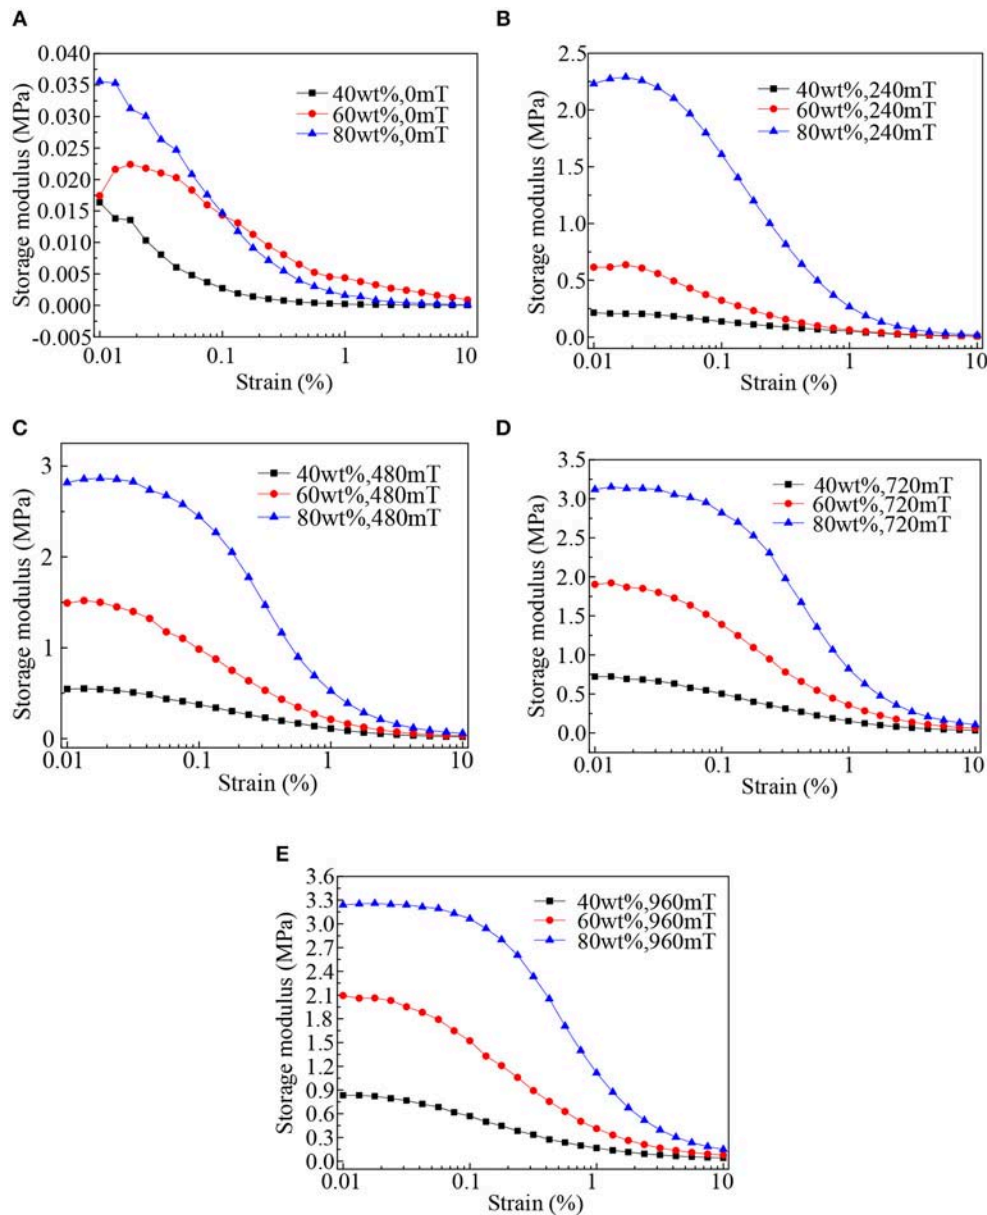 A
Storage modulus (MPa)
0.040
0.035
0.030
0.025
0.020
0.015
0.010
0.005
0.000
-0.005
40wt%,0mT
60wt%,0mT
80wt%,0mT
0.01 0.1 1 10
Strain (%)
B
Storage modulus (MPa)
2.5
2.0
1.5
1.0
0.5
0.0
40wt%,240mT
60wt%,240mT
80wt%,240mT
0.01 0.1 1 10
Strain (%)
C
Storage modulus (MPa)
3
2
1
0
40wt%,480mT
60wt%,480mT
80wt%,480mT
0.01 0.1 1 10
Strain (%)
D
Storage modulus (MPa)
3.5
3.0
2.5
2.0
1.5
1.0
0.5
0.0
40wt%,720mT
60wt%,720mT
80wt%,720mT
0.01 0.1 1 10
Strain (%)
E
Storage modulus (MPa)
3.6
3.3
3.0
2.7
2.4
2.1
1.8
1.5
1.2
0.9
0.6
0.3
0.0
40wt%,960mT
60wt%,960mT
80wt%,960mT
0.01 0.1 1 10
Strain (%)